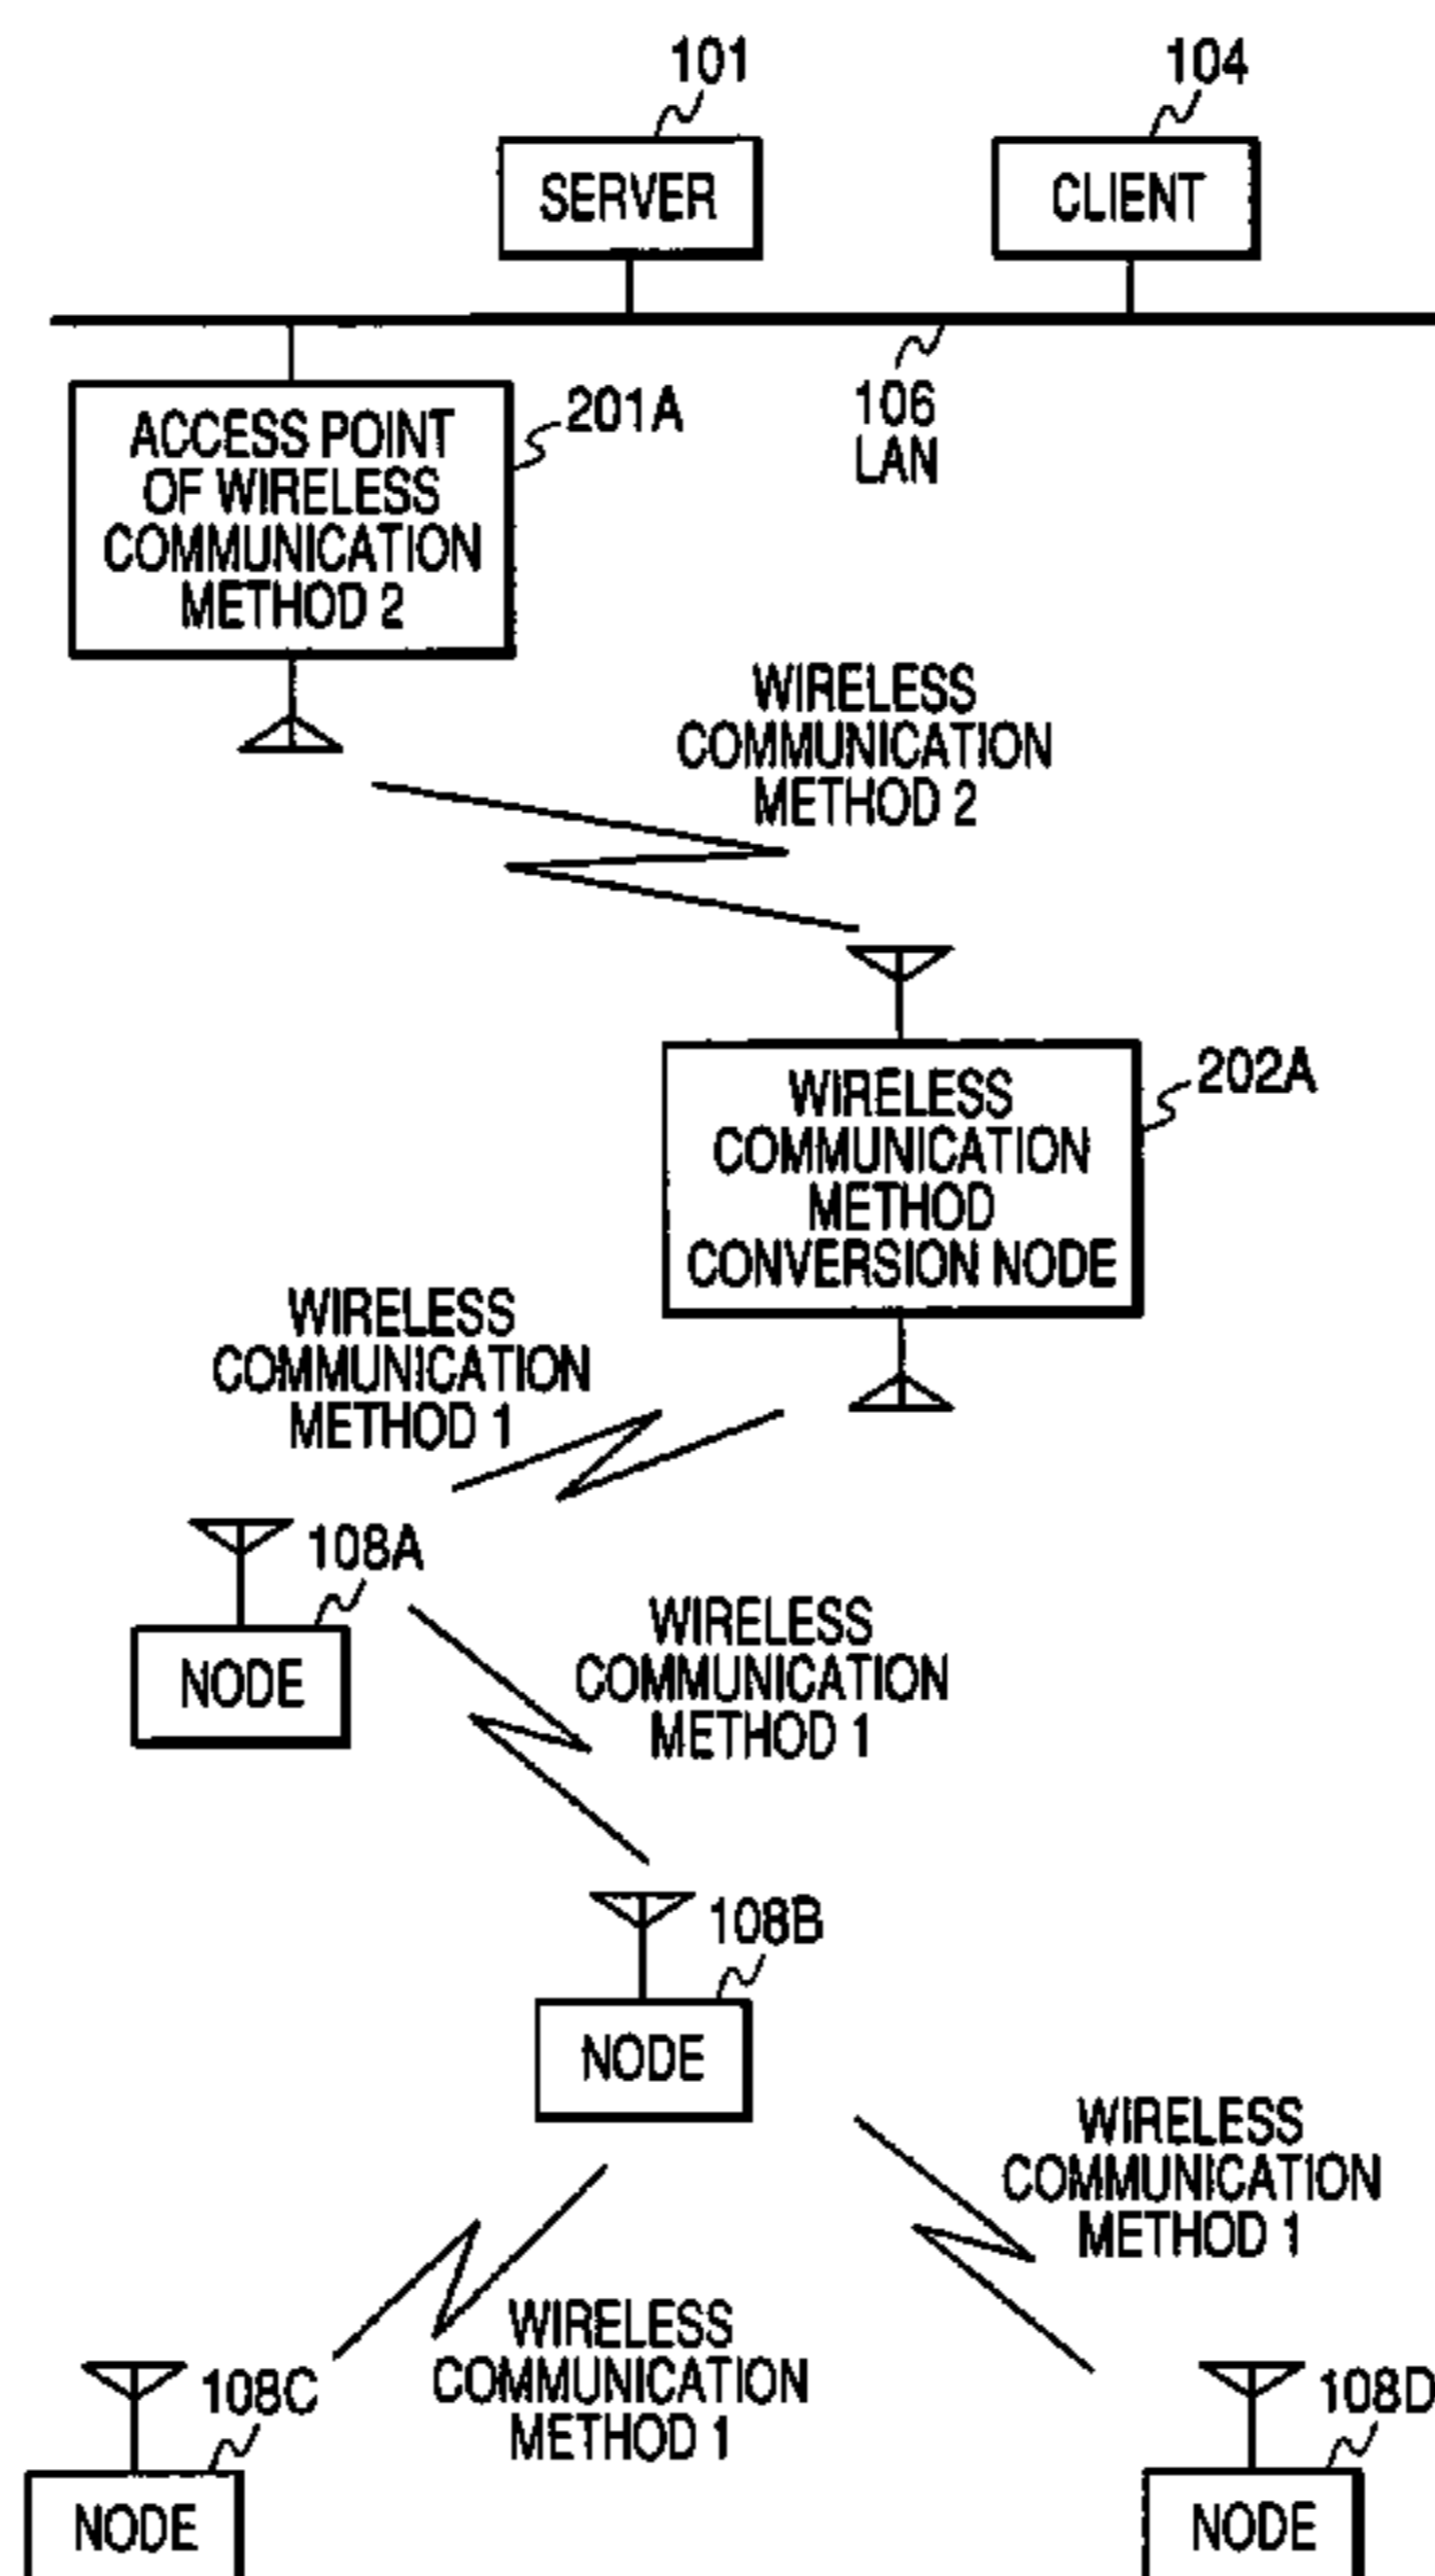 101
104
SERVER
CLIENT
201A
106
LAN
ACCESS POINT
OF WIRELESS
COMMUNICATION
METHOD 2
WIRELESS
COMMUNICATION
METHOD 2
202A
WIRELESS
COMMUNICATION
METHOD
CONVERSION NODE
WIRELESS
COMMUNICATION
METHOD 1
108A
NODE
WIRELESS
COMMUNICATION
METHOD 1
108B
NODE
WIRELESS
COMMUNICATION
METHOD 1
WIRELESS
COMMUNICATION
METHOD 1
108C
108D
NODE
NODE